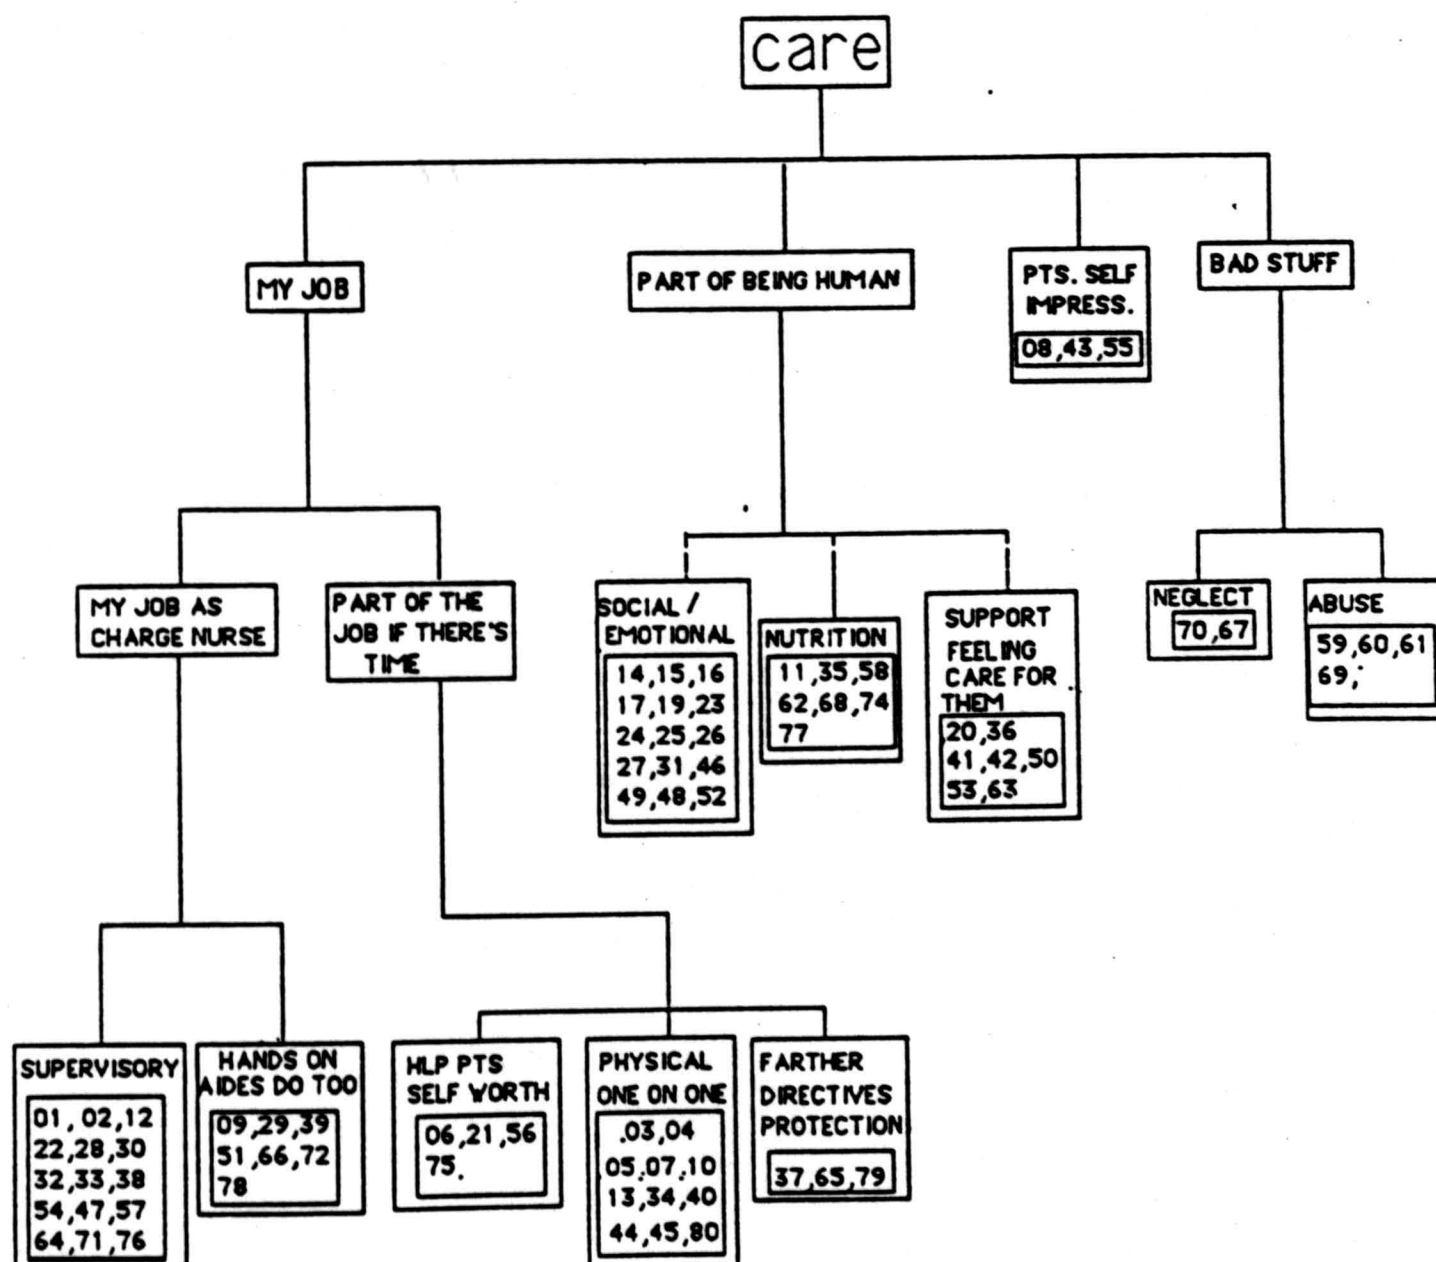 care
MY JOB
PART OF BEING HUMAN
PTS. SELF
IMPRESS.
08,43,55
BAD STUFF
MY JOB AS
CHARGE NURSE
PART OF THE
JOB IF THERE'S
TIME
SOCIAL /
EMOTIONAL
14,15,16
17,19,23
24,25,26
27,31,46
49,48,52
NUTRITION
11,35,58
62,68,74
77
SUPPORT
FEELING
CARE FOR
THEM
20,36
41,42,50
53,63
NEGLECT
70,67
ABUSE
59,60,61
69,
SUPERVISORY
01, 02,12
22,28,30
32,33,38
54,47,57
64,71,76
HANDS ON
AIDES DO TOO
09,29,39
51,66,72
78
HLP PTS
SELF WORTH
06,21,56
75.
PHYSICAL
ONE ON ONE
.03,04
05,07,10
13,34,40
44,45,80
FARTHER
DIRECTIVES
PROTECTION
37,65,79